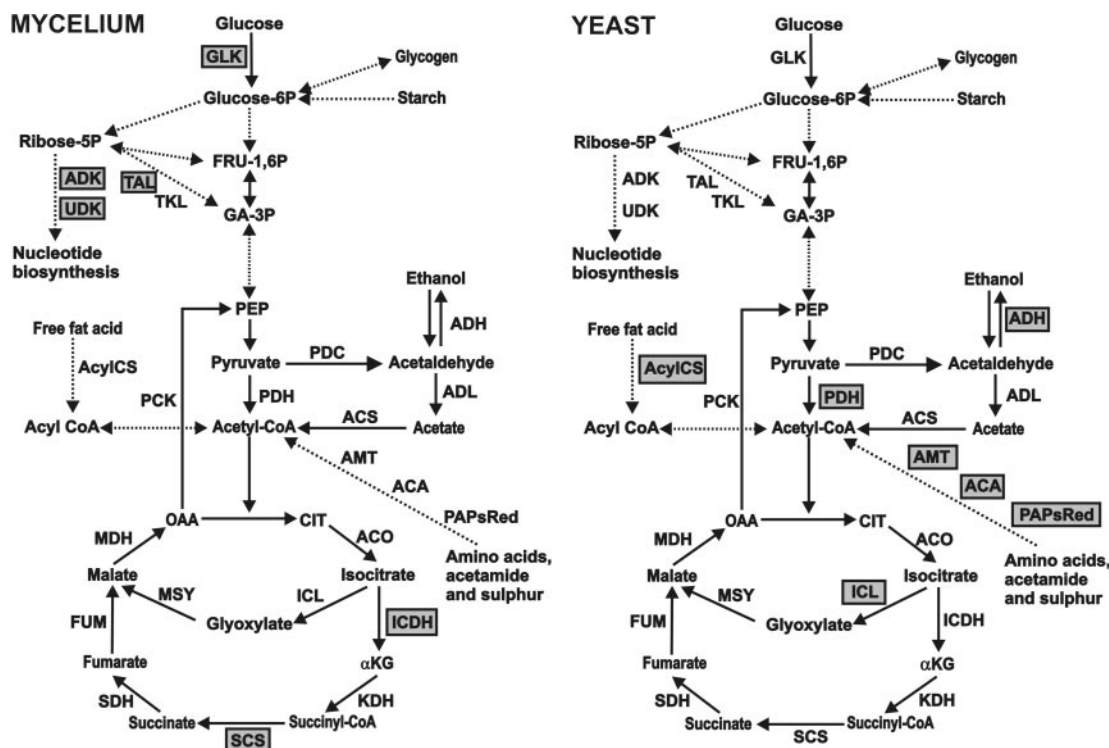 MYCELIUM
Glucose
GLK
Glycogen
Glucose-6P
Starch
Ribose-5P
FRU-1,6P
ADK
TAL
UDK
TKL
GA-3P
Nucleotide
biosynthesis
Ethanol
PEP
ADH
Free fat acid
Pyruvate
PDC
Acetaldehyde
AcylCS
PCK
PDH
ADL
Acyl CoA
Acetyl-CoA
ACS
Acetate
AMT
ACA
PAPsRed
OAA
CIT
MDH
ACO
Amino acids,
acetamide
and sulphur
Malate
Isocitrate
MSY
ICL
FUM
Glyoxylate
ICDH
Fumarate
αKG
SDH
KDH
Succinate
Succinyl-CoA
SCS
YEAST
Glucose
GLK
Glycogen
Glucose-6P
Starch
Ribose-5P
FRU-1,6P
ADK
TAL
UDK
TKL
GA-3P
Nucleotide
biosynthesis
Ethanol
PEP
ADH
Free fat acid
Pyruvate
PDC
Acetaldehyde
AcylCS
PCK
PDH
ADL
Acyl CoA
Acetyl-CoA
ACS
Acetate
AMT
ACA
PAPsRed
OAA
CIT
MDH
ACO
Amino acids,
acetamide
and sulphur
Malate
Isocitrate
MSY
ICL
FUM
Glyoxylate
ICDH
Fumarate
αKG
SDH
KDH
Succinate
Succinyl-CoA
SCS